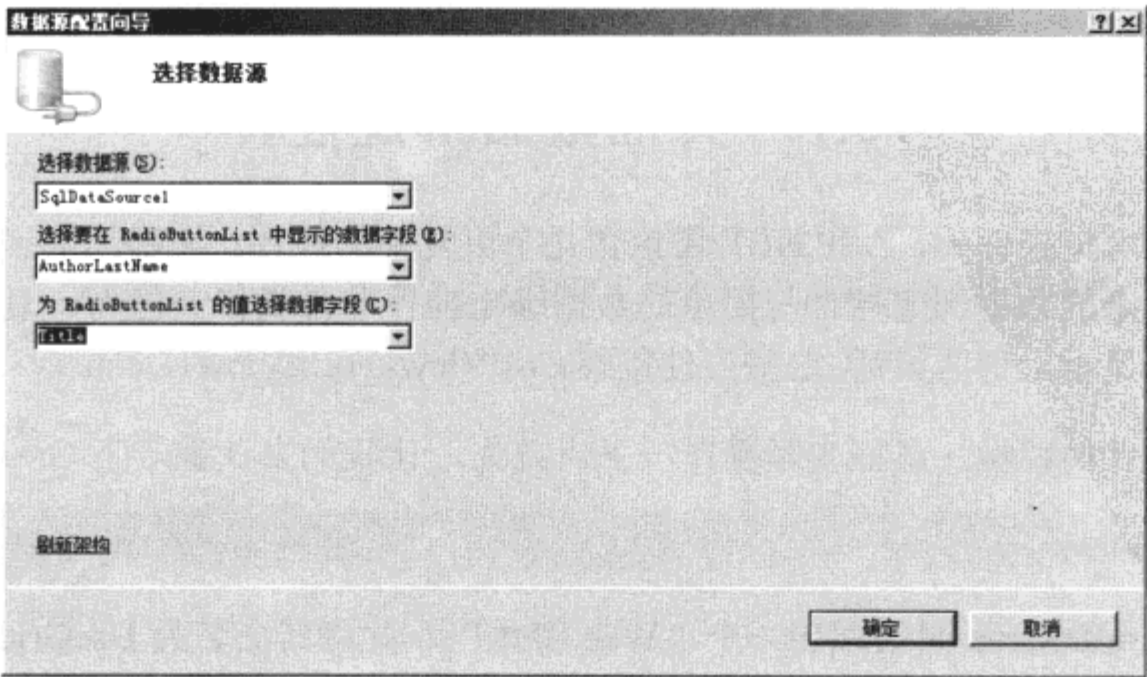 数据源配置向导
选择数据源
选择数据源(S):
SqlDataSource1
选择要在 RadioButtonList 中显示的数据字段(E):
AuthorLastName
为 RadioButtonList 的值选择数据字段(C):
Title
刷新架构
确定
取消